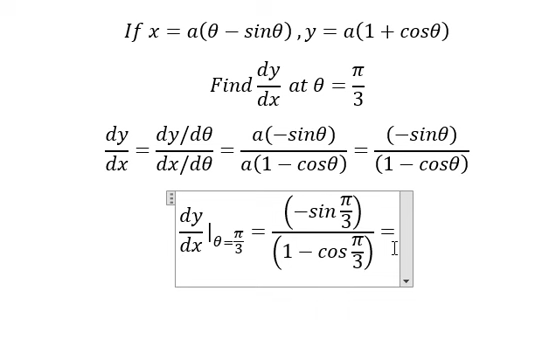 If x = a(θ − sinθ) , y = a(1 + cosθ)
Find dy/dx at θ = π/3
dy/dx = (dy/dθ)/(dx/dθ) = a(−sinθ)/a(1 − cosθ) = (−sinθ)/(1 − cosθ)
dy/dx |θ=π/3 = (−sin π/3)/(1 − cos π/3) =